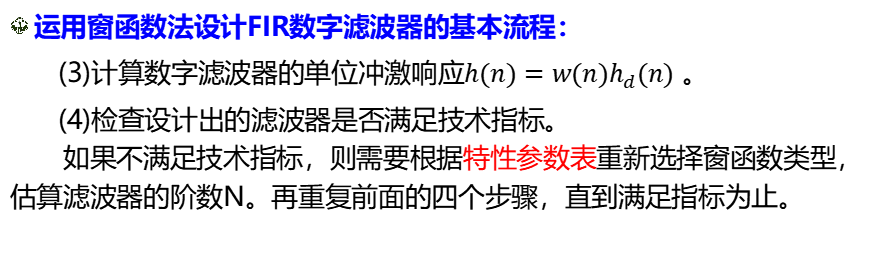 运用窗函数法设计FIR数字滤波器的基本流程：
(3)计算数字滤波器的单位冲激响应h(n) = w(n)h_d(n) 。
(4)检查设计出的滤波器是否满足技术指标。
如果不满足技术指标，则需要根据特性参数表重新选择窗函数类型，
估算滤波器的阶数N。再重复前面的四个步骤，直到满足指标为止。